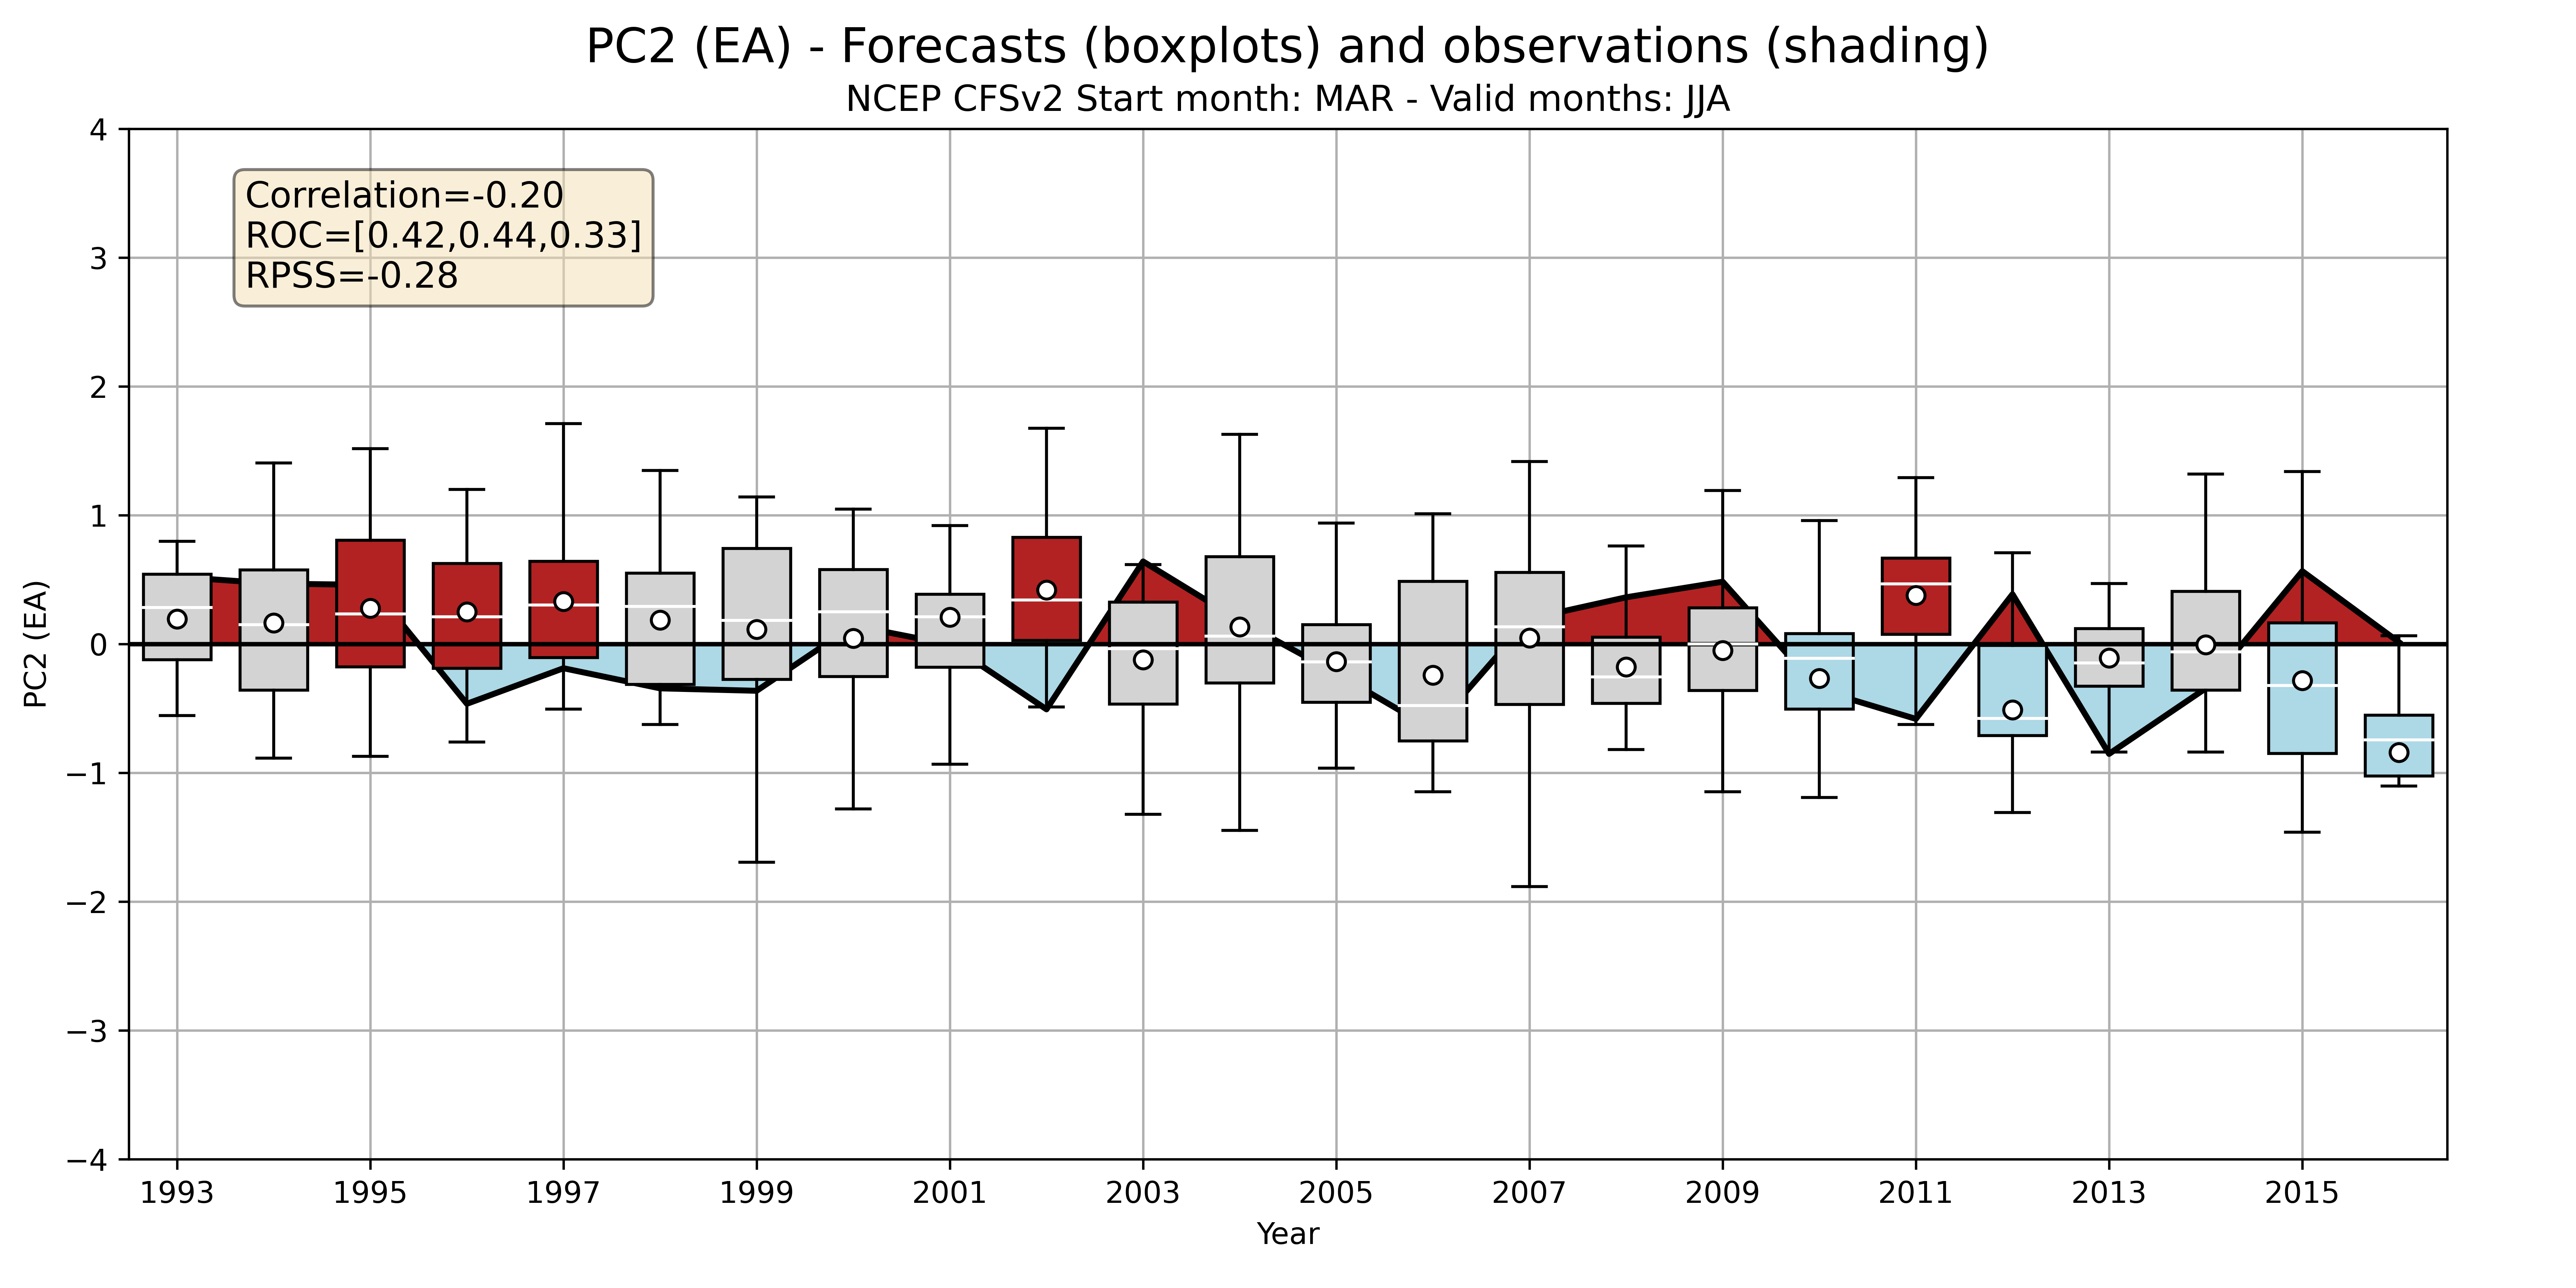 PC2 (EA) - Forecasts (boxplots) and observations (shading)
NCEP CFSv2 Start month: MAR - Valid months: JJA
Correlation=-0.20
ROC=[0.42,0.44,0.33]
RPSS=-0.28
PC2 (EA)
4
3
2
1
0
−1
−2
−3
−4
1993 1995 1997 1999 2001 2003 2005 2007 2009 2011 2013 2015
Year